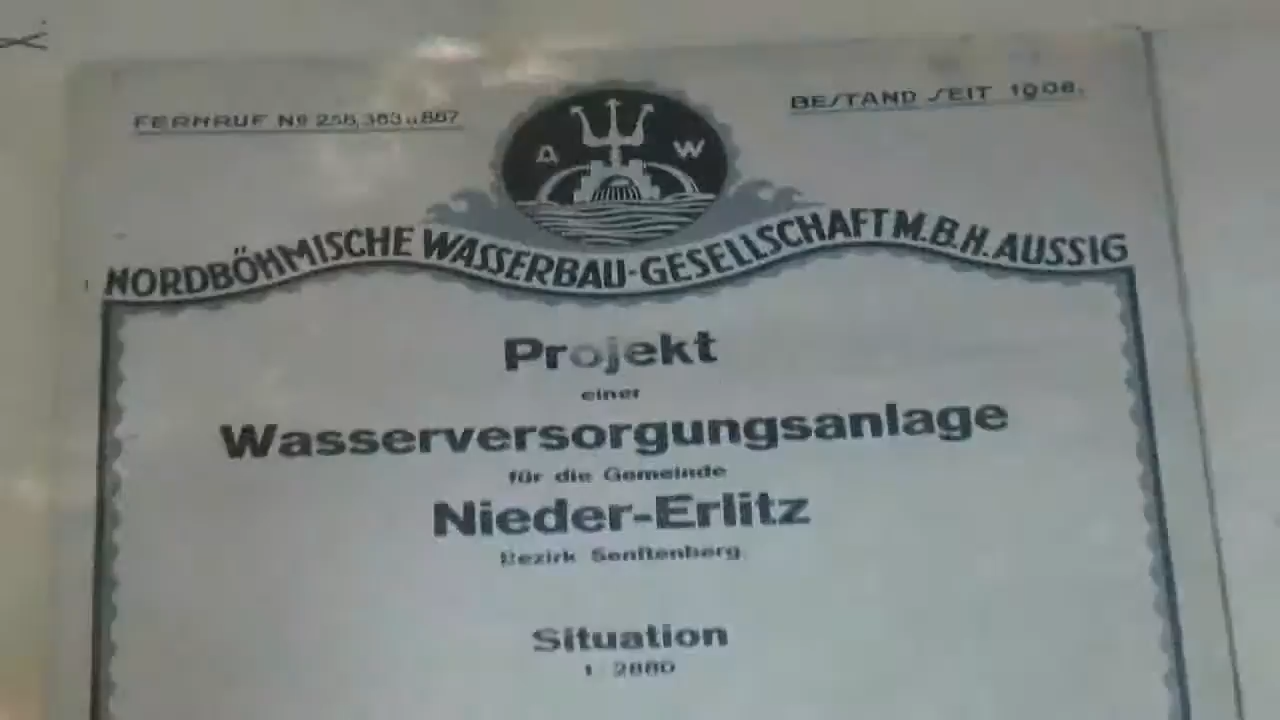 FERNRUF Nº 258, 363 u. 887
BESTAND SEIT 1908.
A W
NORDBÖHMISCHE WASSERBAU-GESELLSCHAFT M.B.H. AUSSIG
Projekt
einer
Wasserversorgungsanlage
für die Gemeinde
Nieder-Erlitz
Bezirk Senftenberg
Situation
1 : 2880